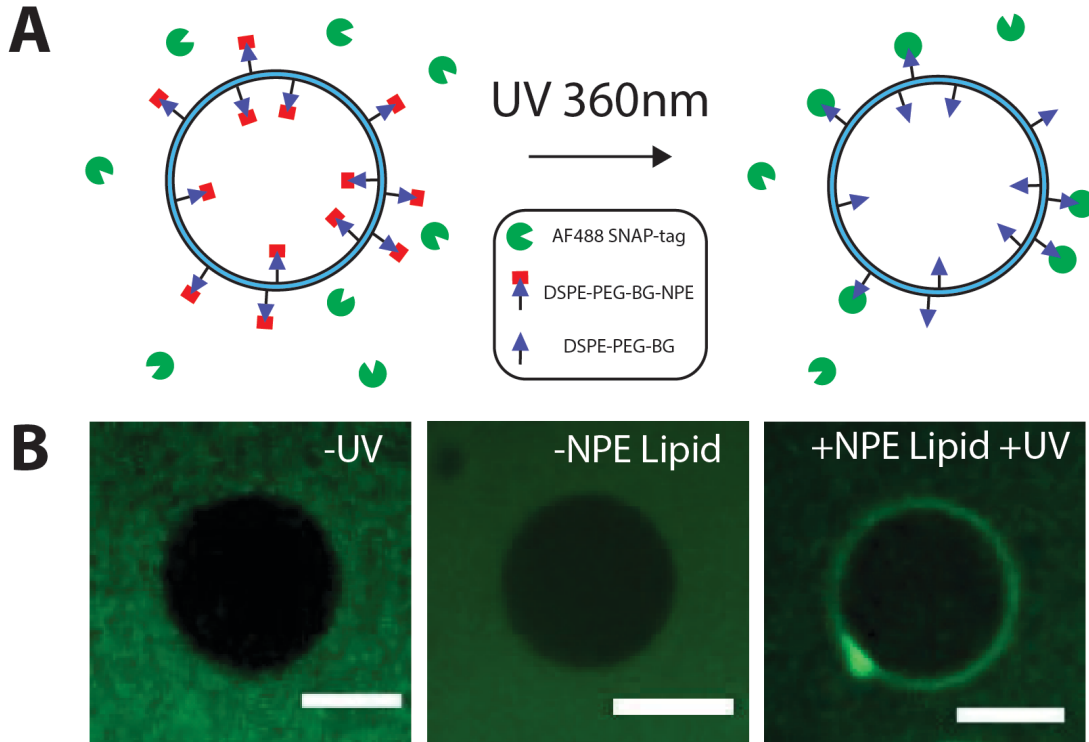 A
UV 360nm
AF488 SNAP-tag
DSPE-PEG-BG-NPE
DSPE-PEG-BG
B
-UV
-NPE Lipid
+NPE Lipid +UV